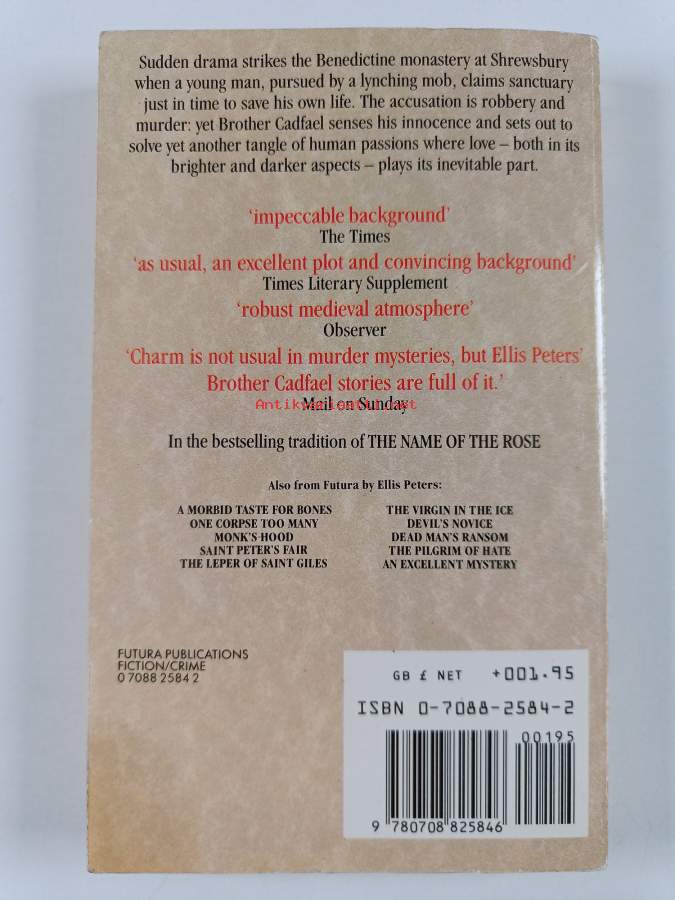 Sudden drama strikes the Benedictine monastery at Shrewsbury
when a young man, pursued by a lynching mob, claims sanctuary
just in time to save his own life. The accusation is robbery and
murder: yet Brother Cadfael senses his innocence and sets out to
solve yet another tangle of human passions where love – both in its
brighter and darker aspects – plays its inevitable part.
‘impeccable background’
The Times
‘as usual, an excellent plot and convincing background’
Times Literary Supplement
‘robust medieval atmosphere’
Observer
‘Charm is not usual in murder mysteries, but Ellis Peters’
Brother Cadfael stories are full of it.’
Mail on Sunday
In the bestselling tradition of THE NAME OF THE ROSE
Also from Futura by Ellis Peters:
A MORBID TASTE FOR BONES
ONE CORPSE TOO MANY
MONK'S-HOOD
SAINT PETER'S FAIR
THE LEPER OF SAINT GILES
THE VIRGIN IN THE ICE
DEVIL'S NOVICE
DEAD MAN'S RANSOM
THE PILGRIM OF HATE
AN EXCELLENT MYSTERY
FUTURA PUBLICATIONS
FICTION/CRIME
0 7088 2584 2
GB £ NET +001.95
ISBN 0-7088-2584-2
00195
9 780708 825846